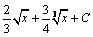 2/3 √x + 3/4 ∛x + C